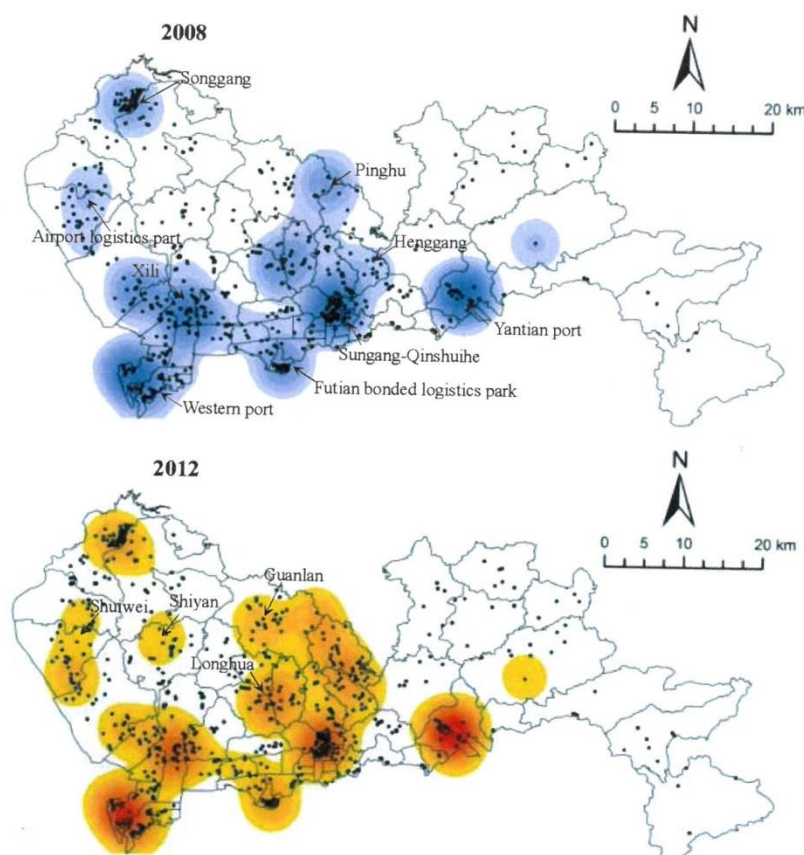 2008
N
0 5 10 20 km
Songgang
Pinghu
Airport logistics part
Henggang
Xili
Yantian port
Sungang-Qinshuihe
Futian bonded logistics park
Western port
2012
N
0 5 10 20 km
Guanlan
Shuiwei
Shiyan
Longhua